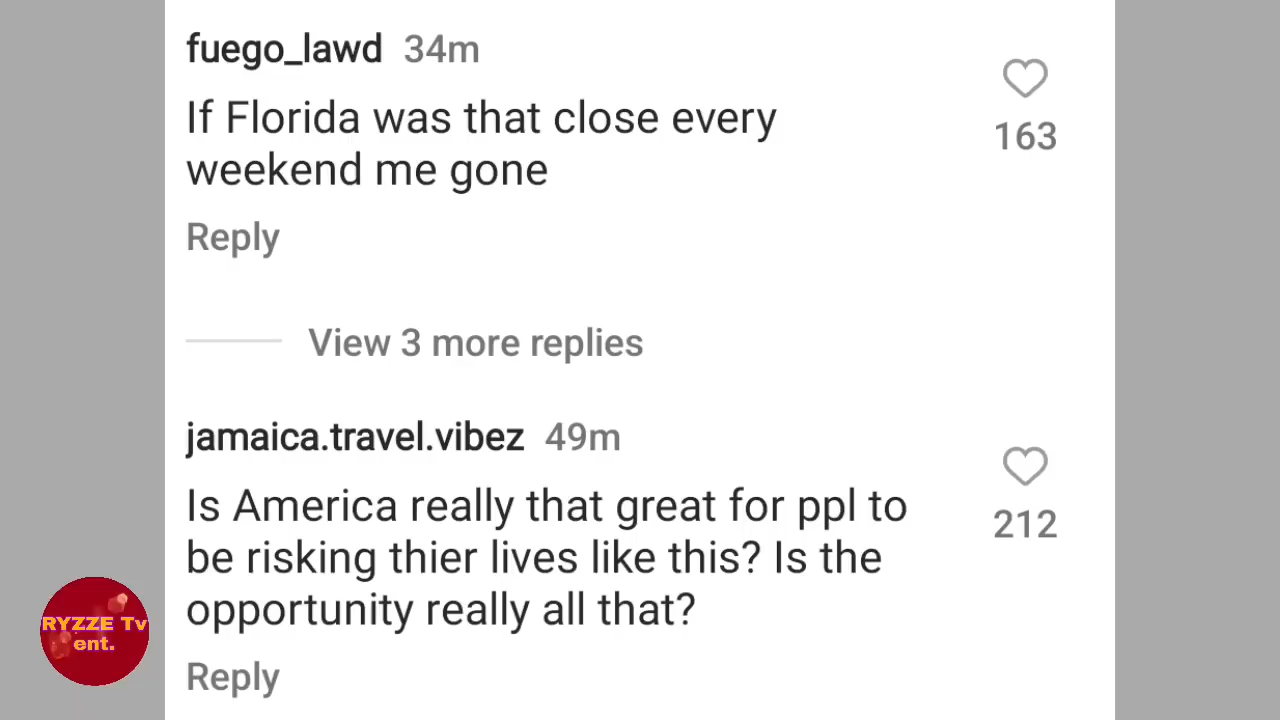 fuego_lawd 34m
If Florida was that close every
weekend me gone
163
Reply
View 3 more replies
jamaica.travel.vibez 49m
Is America really that great for ppl to
be risking thier lives like this? Is the
opportunity really all that?
212
Reply
RYZZE Tv
ent.